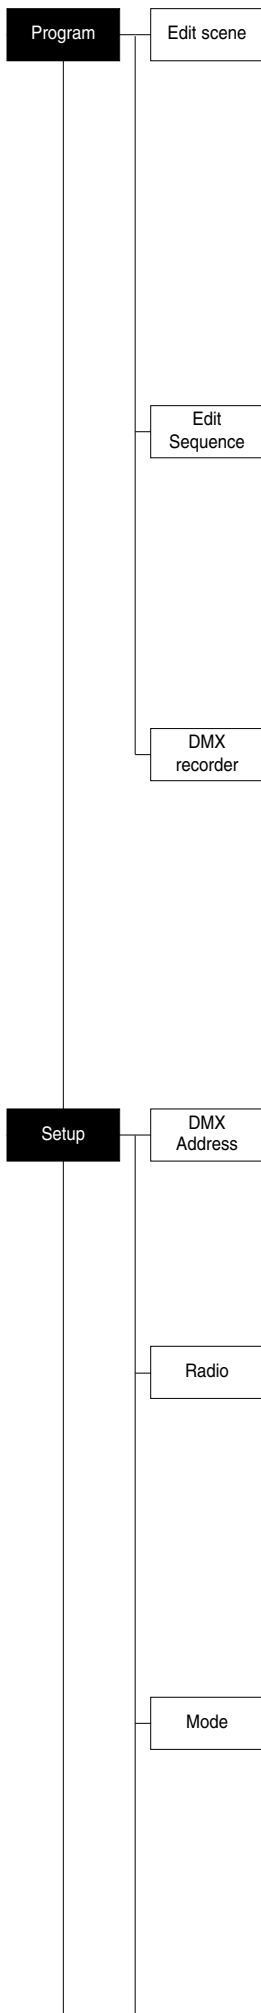 Program
Edit scene
Edit
Sequence
DMX
recorder
Setup
DMX
Address
Radio
Mode